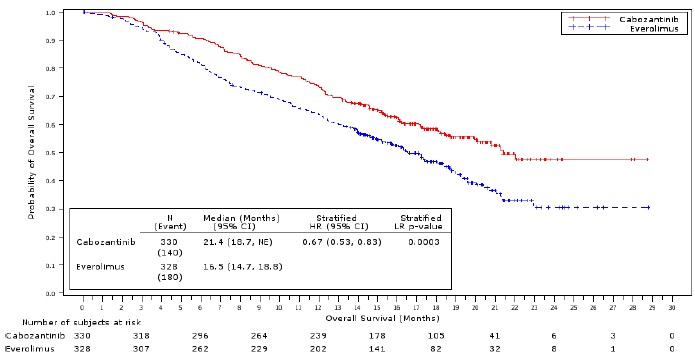 Cabozantinib
Everolimus
Probability of Overall Survival
1.0
0.9
0.8
0.7
0.6
0.5
0.4
0.3
0.2
0.1
0.0
N Median (Months) Stratified Stratified
(Event) (95% CI) HR (95% CI) LR p-value
Cabozantinib 330 21.4 (18.7, NE) 0.67 (0.53, 0.83) 0.0003
(140)
Everolimus 328 16.5 (14.7, 18.8)
(180)
0 1 2 3 4 5 6 7 8 9 10 11 12 13 14 15 16 17 18 19 20 21 22 23 24 25 26 27 28 29 30
Overall Survival (Months)
Number of subjects at risk
Cabozantinib 330 318 296 264 239 178 105 41 6 3 0
Everolimus 328 307 262 229 202 141 82 32 8 1 0